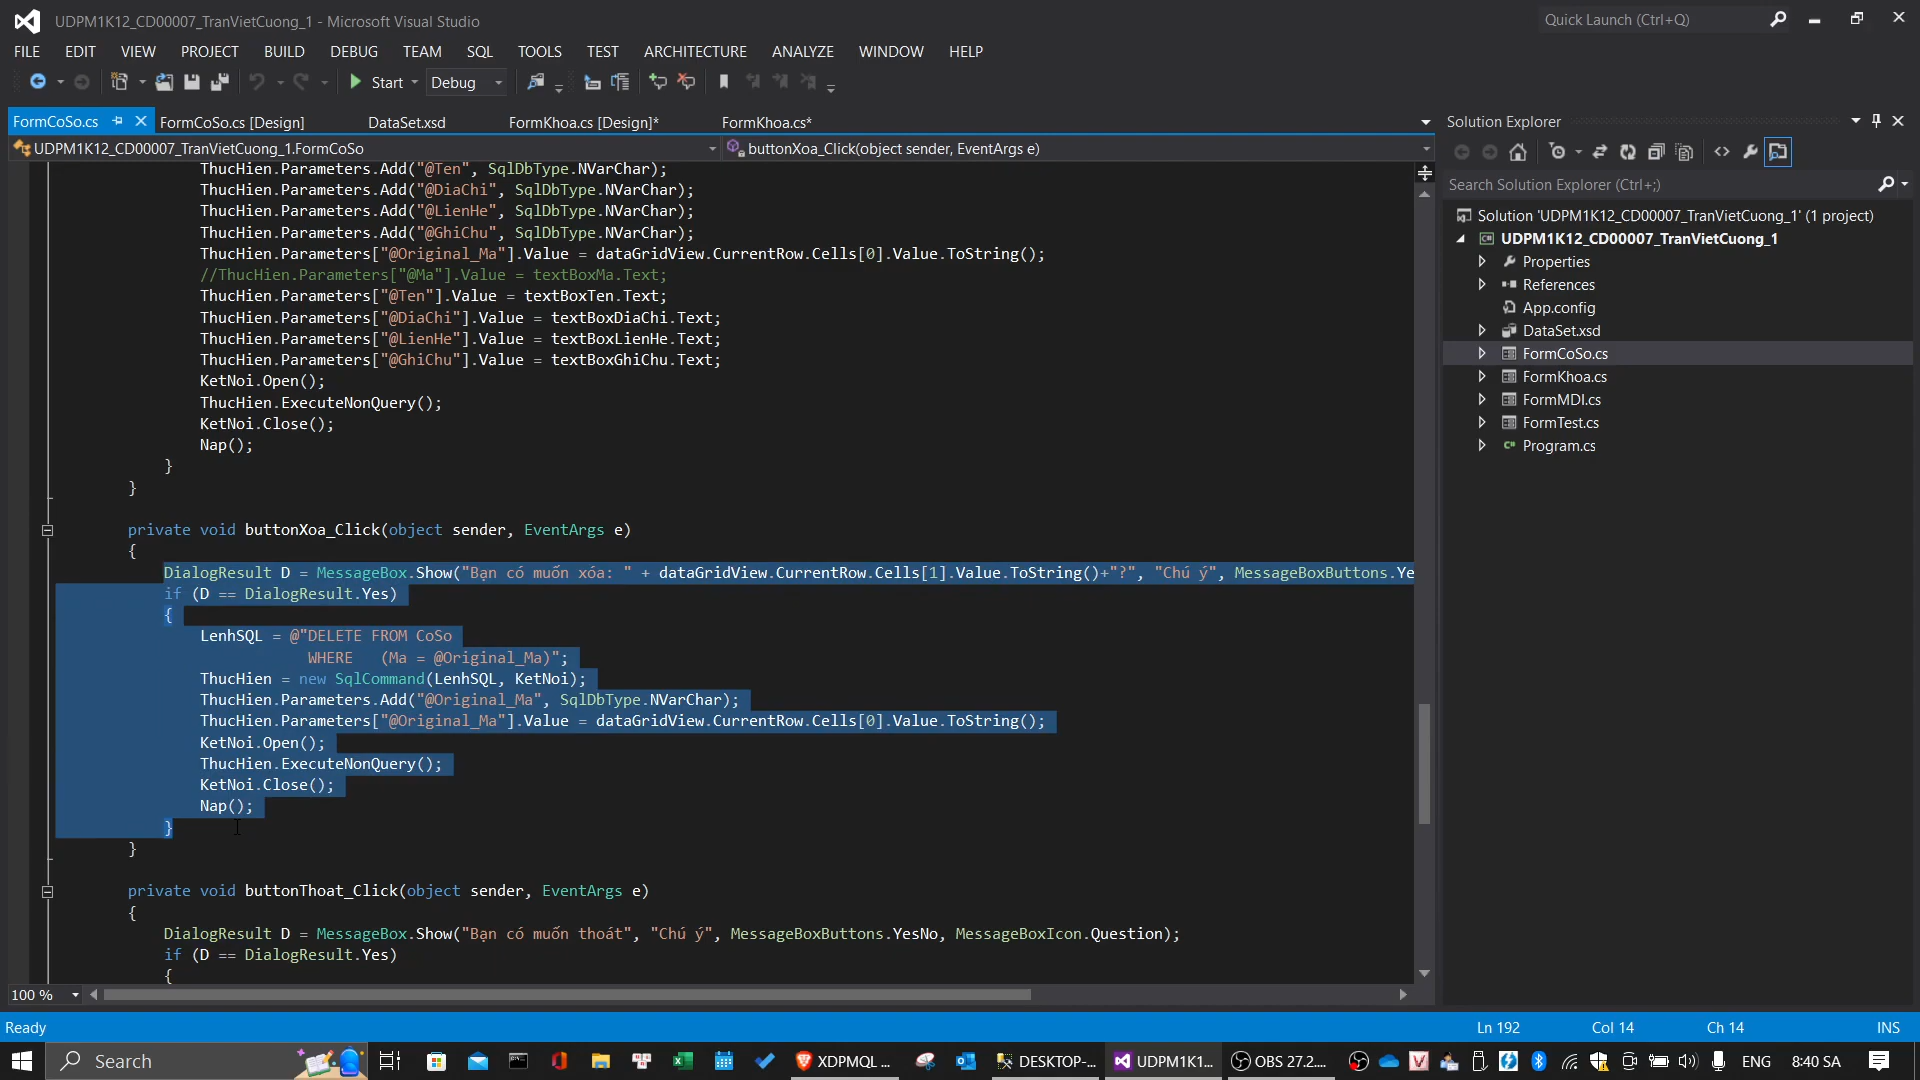 UDPM1K12_CD00007_TranVietCuong_1 - Microsoft Visual Studio
Quick Launch (Ctrl+Q)
FILE EDIT VIEW PROJECT BUILD DEBUG TEAM SQL TOOLS TEST ARCHITECTURE ANALYZE WINDOW HELP
Start Debug
FormCoSo.cs FormCoSo.cs [Design] DataSet.xsd FormKhoa.cs [Design]* FormKhoa.cs*
UDPM1K12_CD00007_TranVietCuong_1.FormCoSo buttonXoa_Click(object sender, EventArgs e)
ThucHien.Parameters.Add("@Ten", SqlDbType.NVarChar);
ThucHien.Parameters.Add("@DiaChi", SqlDbType.NVarChar);
ThucHien.Parameters.Add("@LienHe", SqlDbType.NVarChar);
ThucHien.Parameters.Add("@GhiChu", SqlDbType.NVarChar);
ThucHien.Parameters["@Original_Ma"].Value = dataGridView.CurrentRow.Cells[0].Value.ToString();
//ThucHien.Parameters["@Ma"].Value = textBoxMa.Text;
ThucHien.Parameters["@Ten"].Value = textBoxTen.Text;
ThucHien.Parameters["@DiaChi"].Value = textBoxDiaChi.Text;
ThucHien.Parameters["@LienHe"].Value = textBoxLienHe.Text;
ThucHien.Parameters["@GhiChu"].Value = textBoxGhiChu.Text;
KetNoi.Open();
ThucHien.ExecuteNonQuery();
KetNoi.Close();
Nap();
}
}
private void buttonXoa_Click(object sender, EventArgs e)
{
DialogResult D = MessageBox.Show("Bạn có muốn xóa: " + dataGridView.CurrentRow.Cells[1].Value.ToString()+"?", "Chú ý", MessageBoxButtons.Ye
if (D == DialogResult.Yes)
{
LenhSQL = @"DELETE FROM CoSo
WHERE (Ma = @Original_Ma)";
ThucHien = new SqlCommand(LenhSQL, KetNoi);
ThucHien.Parameters.Add("@Original_Ma", SqlDbType.NVarChar);
ThucHien.Parameters["@Original_Ma"].Value = dataGridView.CurrentRow.Cells[0].Value.ToString();
KetNoi.Open();
ThucHien.ExecuteNonQuery();
KetNoi.Close();
Nap();
}
}
private void buttonThoat_Click(object sender, EventArgs e)
{
DialogResult D = MessageBox.Show("Bạn có muốn thoát", "Chú ý", MessageBoxButtons.YesNo, MessageBoxIcon.Question);
if (D == DialogResult.Yes)
{
100 %
Solution Explorer
Search Solution Explorer (Ctrl+;)
Solution 'UDPM1K12_CD00007_TranVietCuong_1' (1 project)
UDPM1K12_CD00007_TranVietCuong_1
Properties
References
App.config
DataSet.xsd
FormCoSo.cs
FormKhoa.cs
FormMDI.cs
FormTest.cs
Program.cs
Ready Ln 192 Col 14 Ch 14 INS
Search XDPMQL ... DESKTOP-... UDPM1K1... OBS 27.2.... ENG 8:40 SA